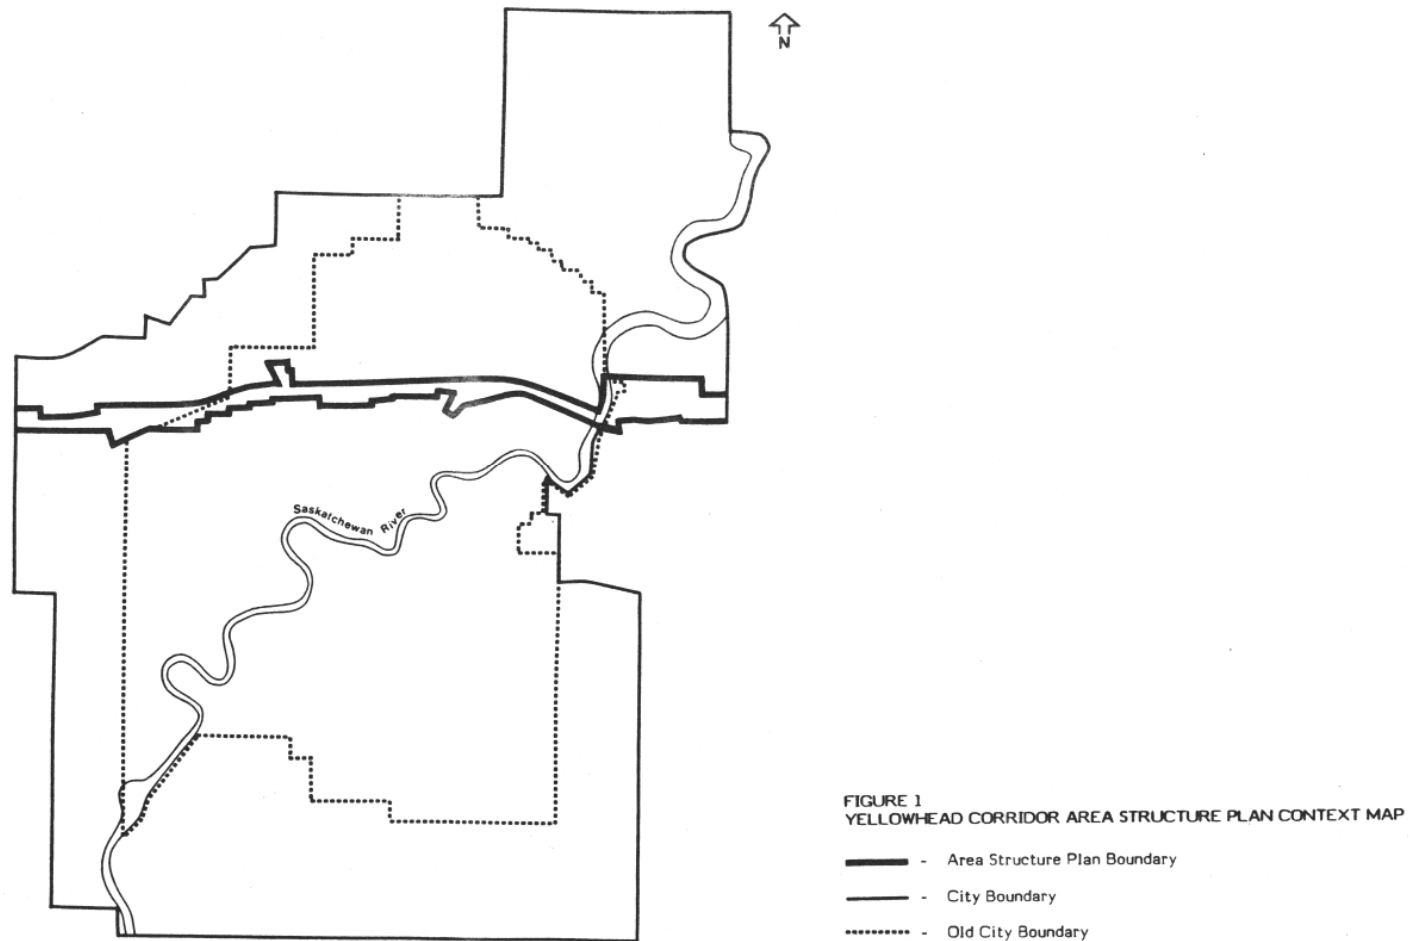 N
Saskatchewan River
FIGURE 1
YELLOWHEAD CORRIDOR AREA STRUCTURE PLAN CONTEXT MAP
- Area Structure Plan Boundary
- City Boundary
- Old City Boundary